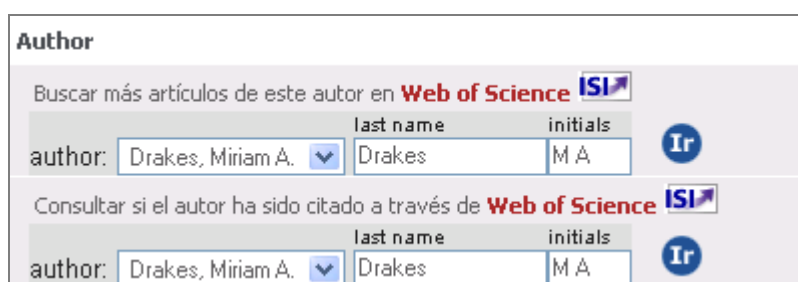 Author
Buscar más artículos de este autor en Web of Science ISI
last name initials
author: Drakes, Miriam A. Drakes M A Ir
Consultar si el autor ha sido citado a través de Web of Science ISI
last name initials
author: Drakes, Miriam A. Drakes M A Ir